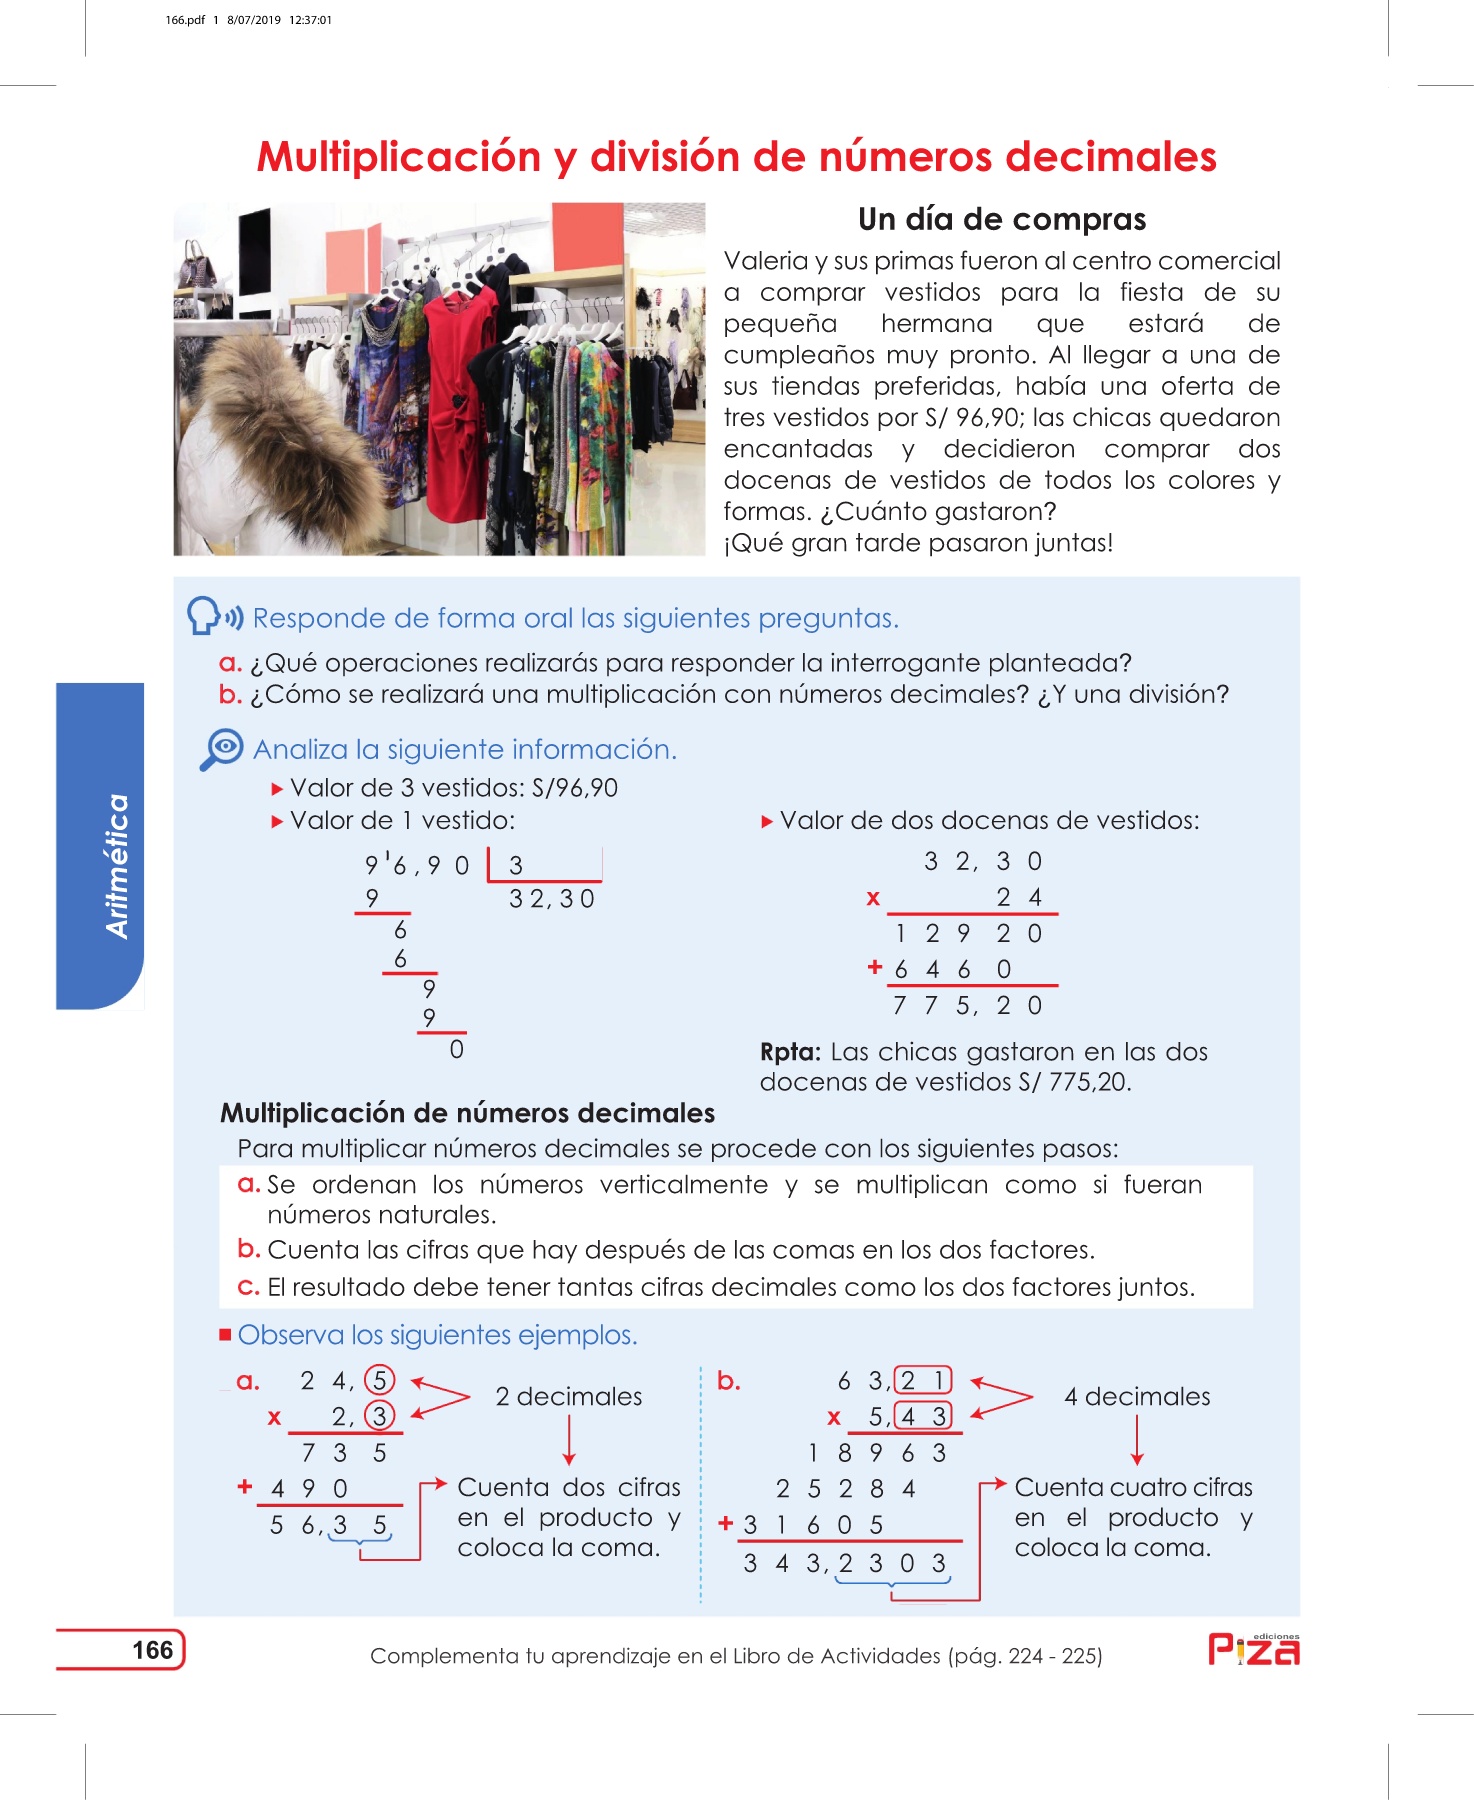 166.pdf 1 8/07/2019 12:37:01
Multiplicación y división de números decimales
Un día de compras
Valeria y sus primas fueron al centro comercial
a comprar vestidos para la fiesta de su
pequeña hermana que estará de
cumpleaños muy pronto. Al llegar a una de
sus tiendas preferidas, había una oferta de
tres vestidos por S/ 96,90; las chicas quedaron
encantadas y decidieron comprar dos
docenas de vestidos de todos los colores y
formas. ¿Cuánto gastaron?
¡Qué gran tarde pasaron juntas!
Responde de forma oral las siguientes preguntas.
a. ¿Qué operaciones realizarás para responder la interrogante planteada?
b. ¿Cómo se realizará una multiplicación con números decimales? ¿Y una división?
Aritmética
Analiza la siguiente información.
Valor de 3 vestidos: S/96,90
Valor de 1 vestido:
9'6,90 3
9 32,30
6
6
9
9
0
Valor de dos docenas de vestidos:
3 2, 3 0
x 2 4
1 2 9 2 0
+ 6 4 6 0
7 7 5, 2 0
Rpta: Las chicas gastaron en las dos
docenas de vestidos S/ 775,20.
Multiplicación de números decimales
Para multiplicar números decimales se procede con los siguientes pasos:
a. Se ordenan los números verticalmente y se multiplican como si fueran
números naturales.
b. Cuenta las cifras que hay después de las comas en los dos factores.
c. El resultado debe tener tantas cifras decimales como los dos factores juntos.
Observa los siguientes ejemplos.
a. 2 4, 5
x 2, 3
7 3 5
+ 4 9 0
5 6, 3 5
2 decimales
Cuenta dos cifras
en el producto y
coloca la coma.
b. 6 3, 2 1
x 5, 4 3
1 8 9 6 3
2 5 2 8 4
+ 3 1 6 0 5
3 4 3, 2 3 0 3
4 decimales
Cuenta cuatro cifras
en el producto y
coloca la coma.
166
Complementa tu aprendizaje en el Libro de Actividades (pág. 224 - 225)
ediciones
Piza